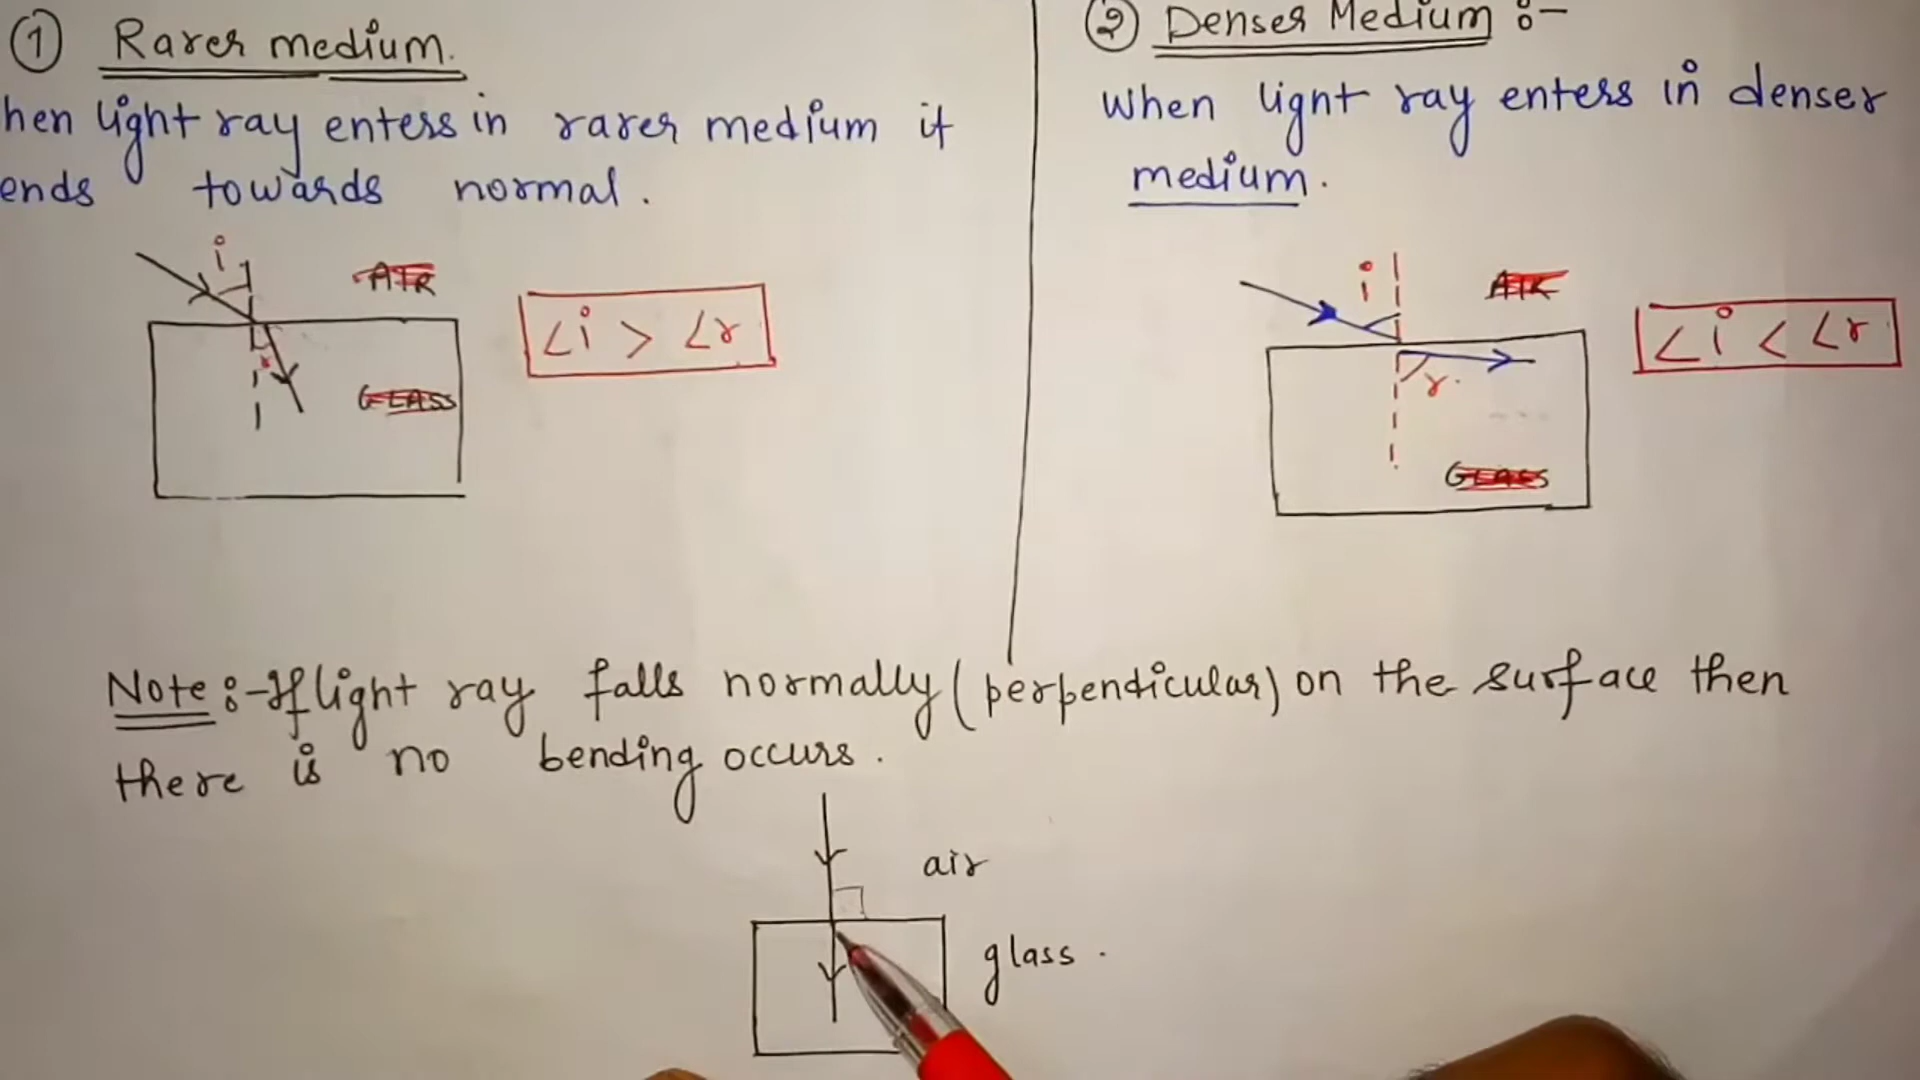 ① Rarer medium.
hen light ray enters in rarer medium it
ends towards normal.
i
AIR
r
GLASS
<i > <r
② Denser Medium :-
When light ray enters in denser
medium.
i
AIR
r.
GLASS
<i < <r
Note :- If light ray falls normally (perpendicular) on the surface then
there is no bending occurs.
air
glass.